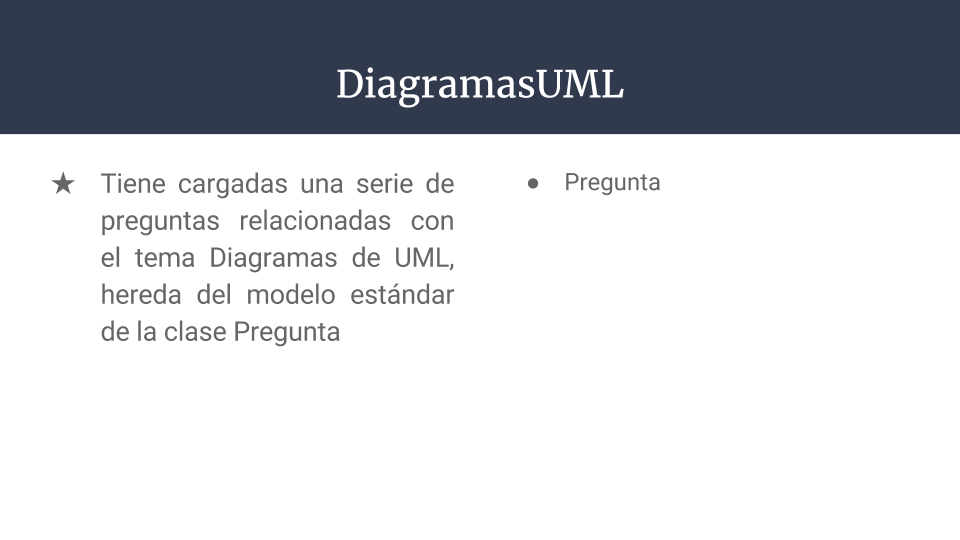 DiagramasUML
★ Tiene cargadas una serie de
preguntas relacionadas con
el tema Diagramas de UML,
hereda del modelo estándar
de la clase Pregunta
● Pregunta